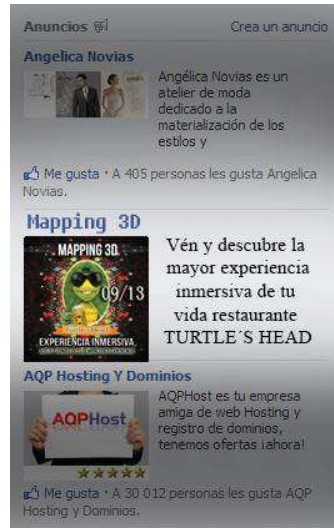 Anuncios Crea un anuncio
Angelica Novias
Angélica Novias es un
atelier de moda
dedicado a la
materialización de los
estilos y
Me gusta · A 405 personas les gusta Angelica
Novias.
Mapping 3D
MAPPING 3D
09/13
EXPERIENCIA INMERSIVA
Vén y descubre la
mayor experiencia
inmersiva de tu
vida restaurante
TURTLE´S HEAD
AQP Hosting Y Dominios
AQPHost
AQPHost es tu empresa
amiga de web Hosting y
registro de dominios,
tenemos ofertas ¡ahora!
Me gusta · A 30 012 personas les gusta AQP
Hosting y Dominios.